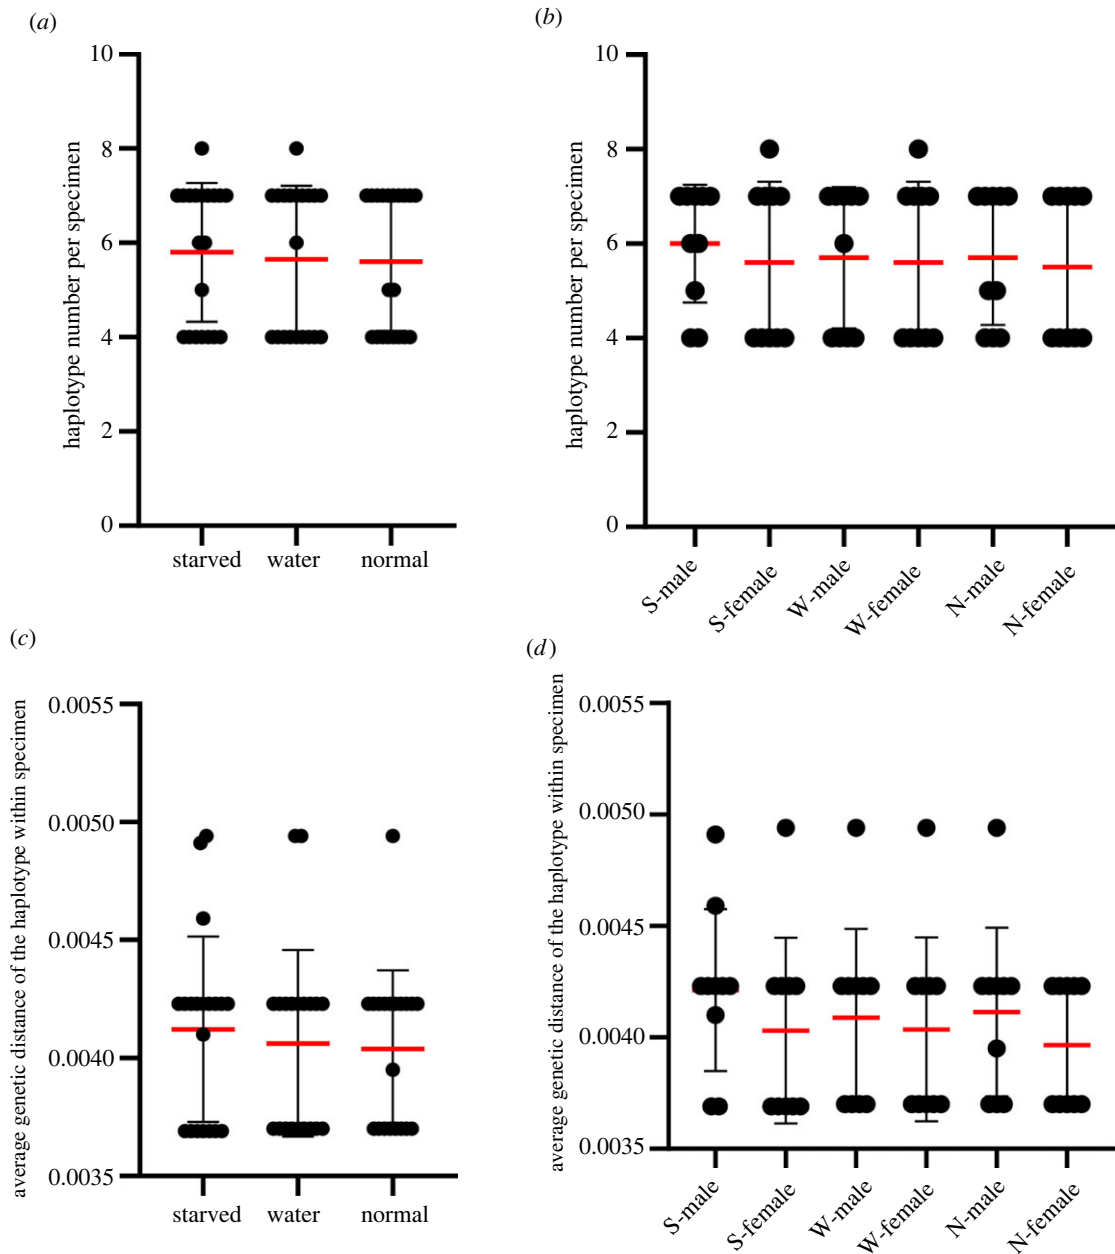 (a)
haplotype number per specimen
10
8
6
4
2
0
starved water normal
(b)
haplotype number per specimen
10
8
6
4
2
0
S-male
S-female
W-male
W-female
N-male
N-female
(c)
average genetic distance of the haplotype within specimen
0.0055
0.0050
0.0045
0.0040
0.0035
starved water normal
(d)
average genetic distance of the haplotype within specimen
0.0055
0.0050
0.0045
0.0040
0.0035
S-male
S-female
W-male
W-female
N-male
N-female